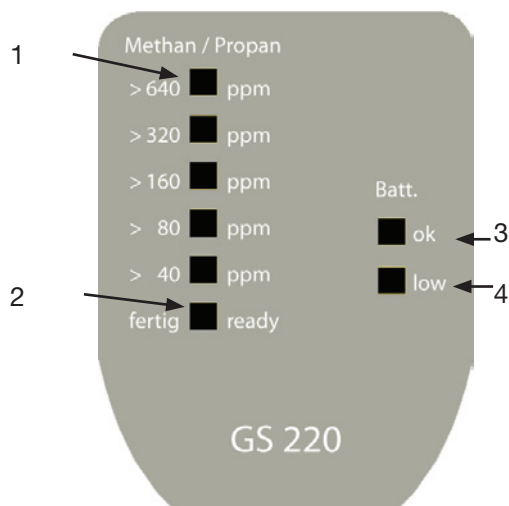 Methan / Propan
1
> 640 ppm
> 320 ppm
> 160 ppm
Batt.
> 80 ppm
ok 3
> 40 ppm
low 4
2
fertig ready
GS 220